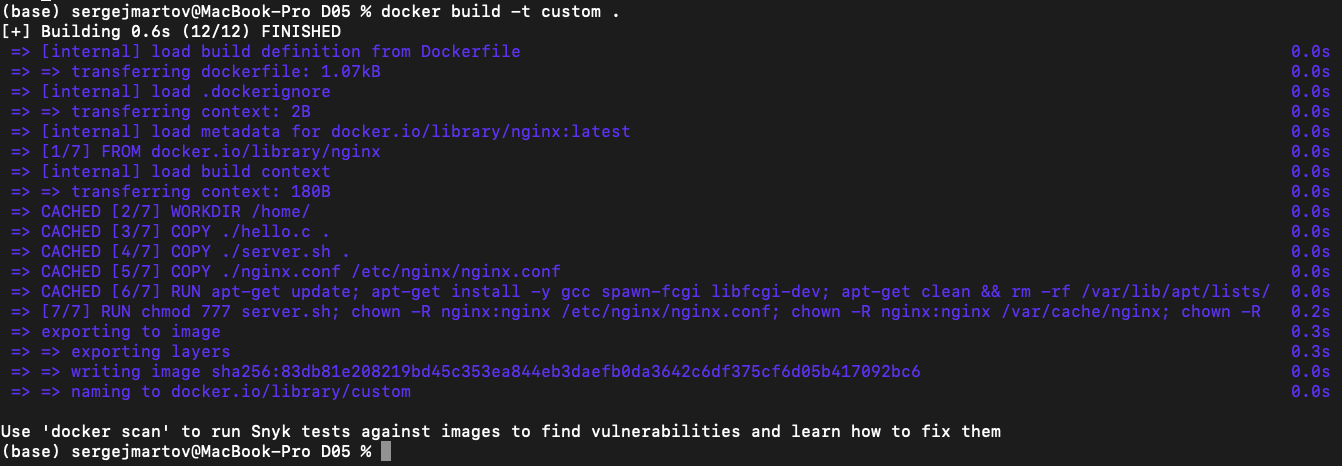 (base) sergejmartov@MacBook-Pro D05 % docker build -t custom .
[+] Building 0.6s (12/12) FINISHED
=> [internal] load build definition from Dockerfile 0.0s
=> => transferring dockerfile: 1.07kB 0.0s
=> [internal] load .dockerignore 0.0s
=> => transferring context: 2B 0.0s
=> [internal] load metadata for docker.io/library/nginx:latest 0.0s
=> [1/7] FROM docker.io/library/nginx 0.0s
=> [internal] load build context 0.0s
=> => transferring context: 180B 0.0s
=> CACHED [2/7] WORKDIR /home/ 0.0s
=> CACHED [3/7] COPY ./hello.c . 0.0s
=> CACHED [4/7] COPY ./server.sh . 0.0s
=> CACHED [5/7] COPY ./nginx.conf /etc/nginx/nginx.conf 0.0s
=> CACHED [6/7] RUN apt-get update; apt-get install -y gcc spawn-fcgi libfcgi-dev; apt-get clean && rm -rf /var/lib/apt/lists/ 0.0s
=> [7/7] RUN chmod 777 server.sh; chown -R nginx:nginx /etc/nginx/nginx.conf; chown -R nginx:nginx /var/cache/nginx; chown -R 0.2s
=> exporting to image 0.3s
=> => exporting layers 0.3s
=> => writing image sha256:83db81e208219bd45c353ea844eb3daefb0da3642c6df375cf6d05b417092bc6 0.0s
=> => naming to docker.io/library/custom 0.0s
Use 'docker scan' to run Snyk tests against images to find vulnerabilities and learn how to fix them
(base) sergejmartov@MacBook-Pro D05 %